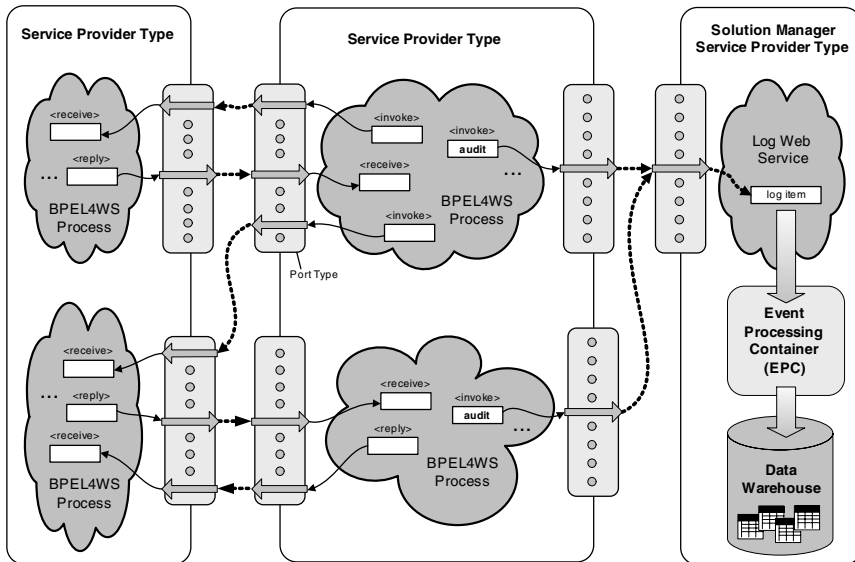 Service Provider Type
Service Provider Type
Solution Manager
Service Provider Type
<receive>
<reply>
...
BPEL4WS
Process
<invoke>
<invoke>
audit
<receive>
...
BPEL4WS
Process
<invoke>
Port Type
Log Web
Service
log item
Event
Processing
Container
(EPC)
Data
Warehouse
<receive>
...
<reply>
<receive>
BPEL4WS
Process
<receive>
<invoke>
audit
...
<reply>
BPEL4WS
Process